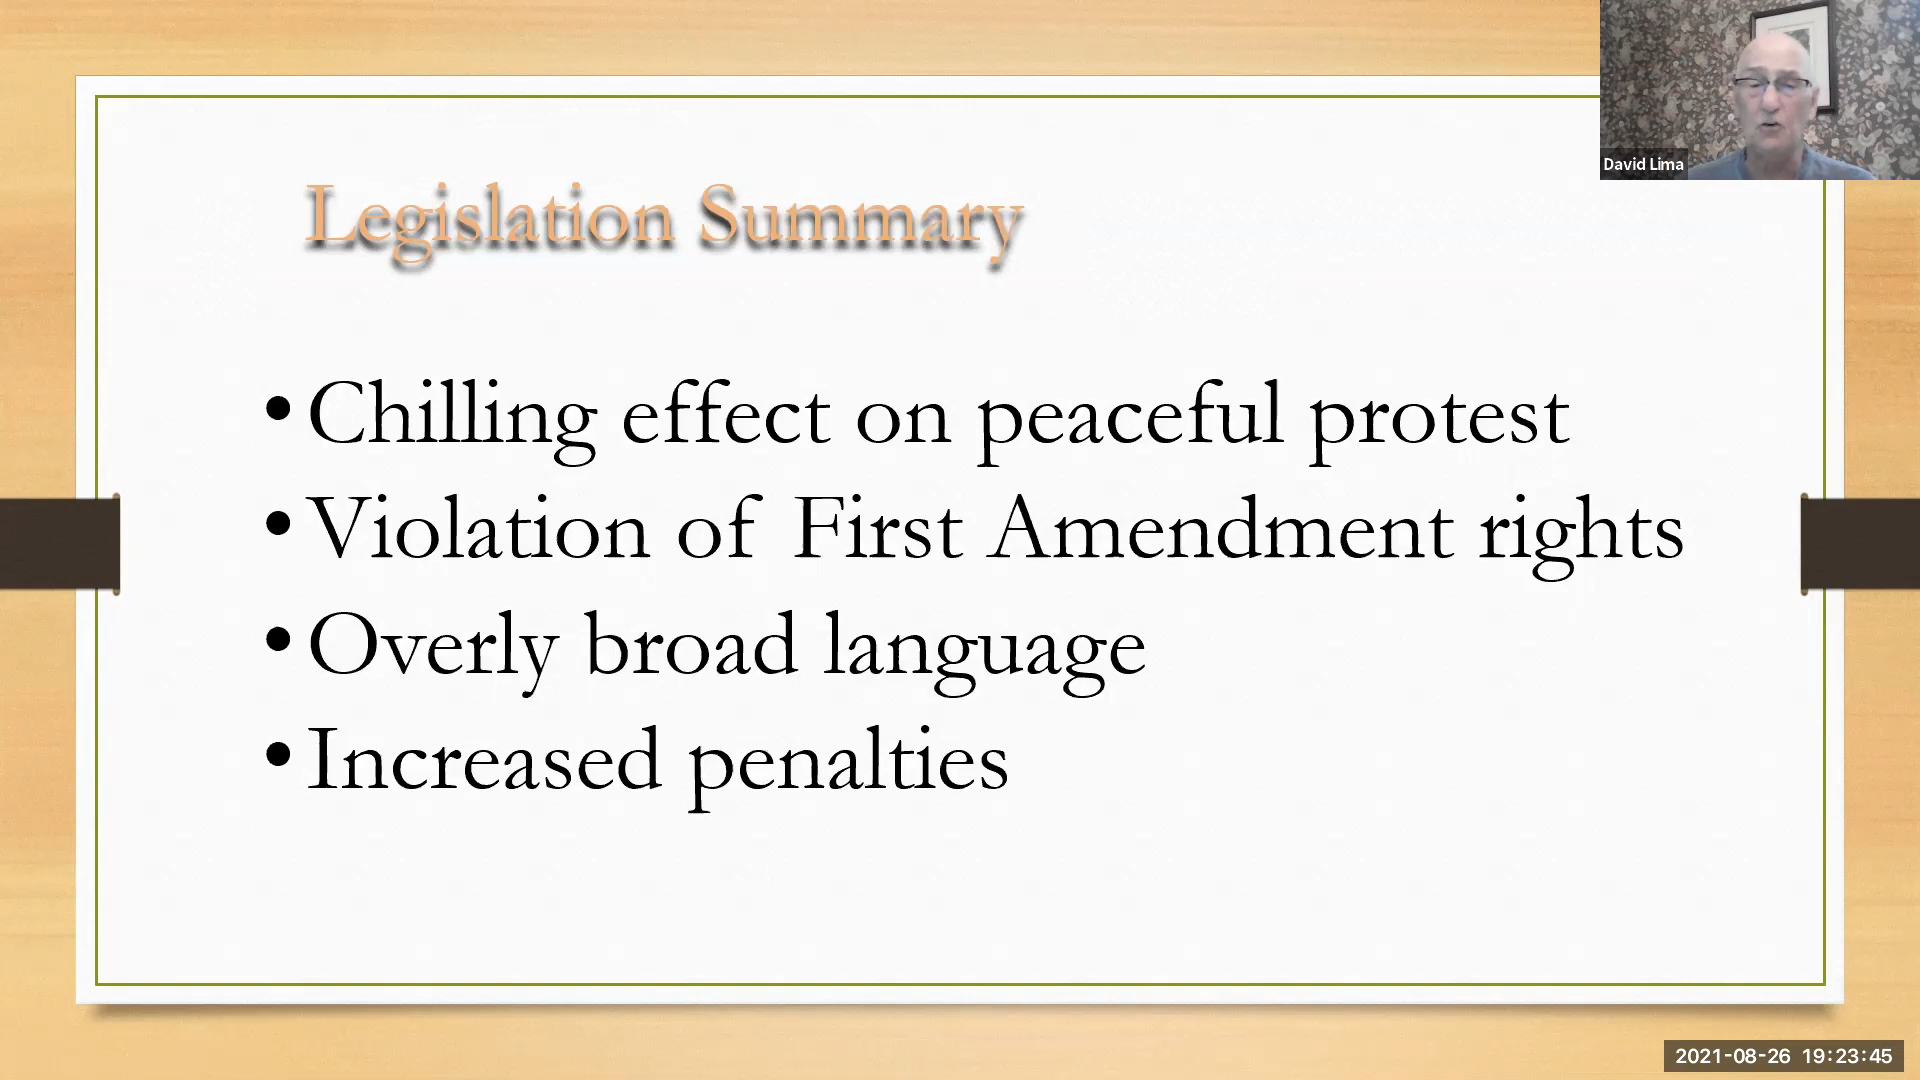 David Lima
Legislation Summary
• Chilling effect on peaceful protest
• Violation of First Amendment rights
• Overly broad language
• Increased penalties
2021-08-26 19:23:45